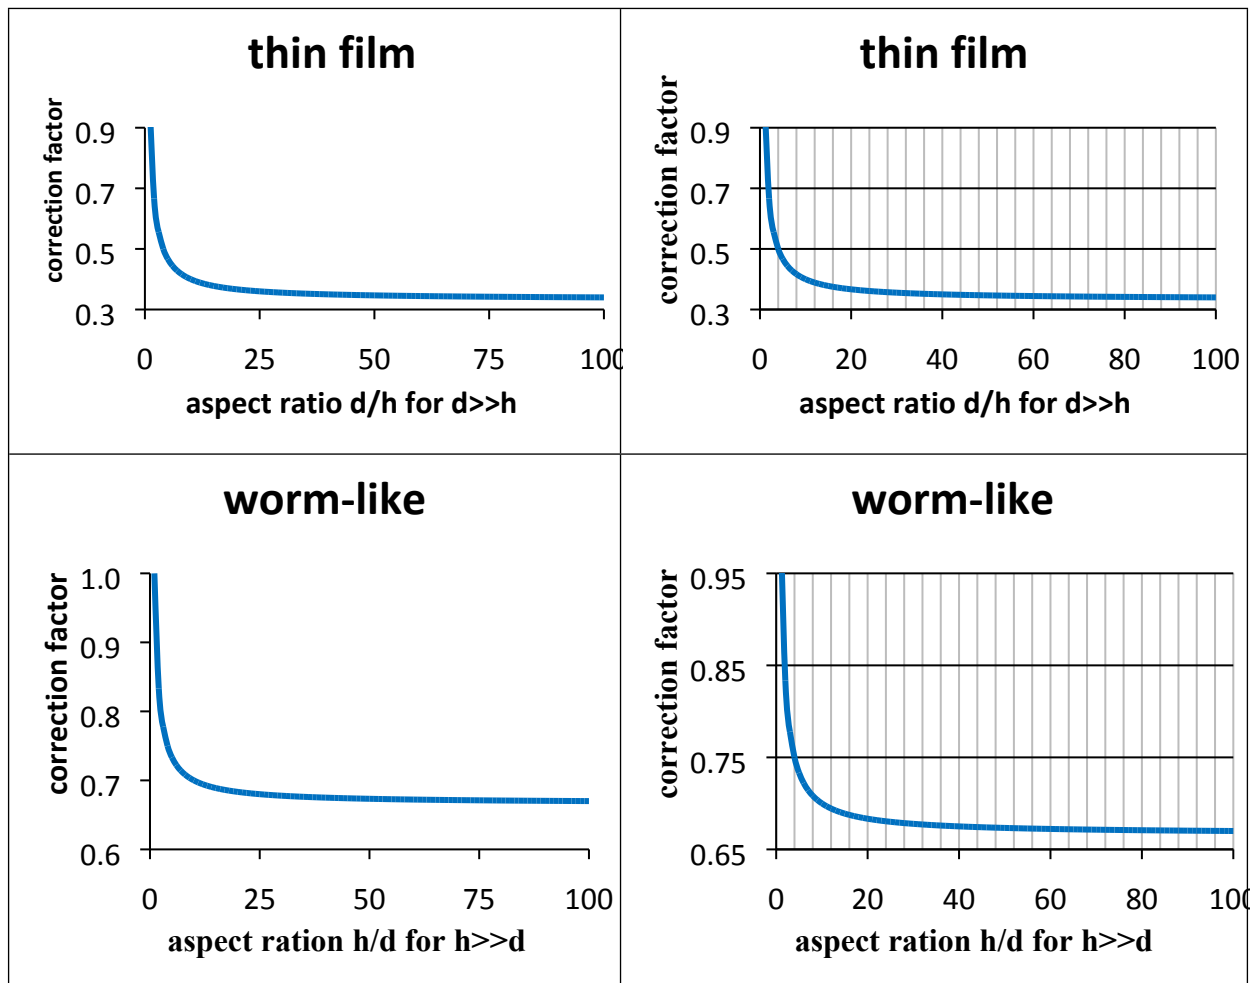 thin film
correction factor
0.9
0.7
0.5
0.3
0 25 50 75 100
aspect ratio d/h for d>>h
thin film
correction factor
0.9
0.7
0.5
0.3
0 20 40 60 80 100
aspect ratio d/h for d>>h
worm-like
correction factor
1.0
0.9
0.8
0.7
0.6
0 25 50 75 100
aspect ration h/d for h>>d
worm-like
correction factor
0.95
0.85
0.75
0.65
0 20 40 60 80 100
aspect ration h/d for h>>d